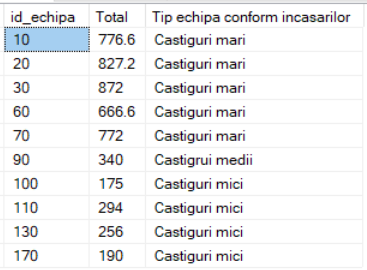 id_echipa Total Tip echipa conform incasarilor
10 776.6 Castiguri mari
20 827.2 Castiguri mari
30 872 Castiguri mari
60 666.6 Castiguri mari
70 772 Castiguri mari
90 340 Castigrui medii
100 175 Castiguri mici
110 294 Castiguri mici
130 256 Castiguri mici
170 190 Castiguri mici